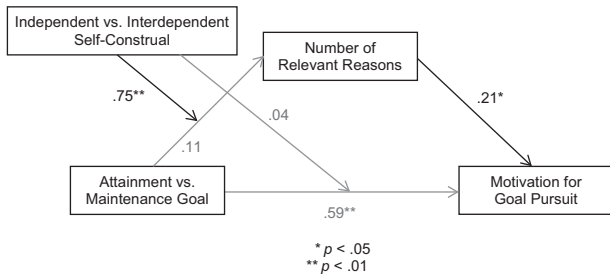 Independent vs. Interdependent
Self-Construal
Number of
Relevant Reasons
.75**
.04
.21*
.11
Attainment vs.
Maintenance Goal
Motivation for
Goal Pursuit
.59**
* p < .05
** p < .01